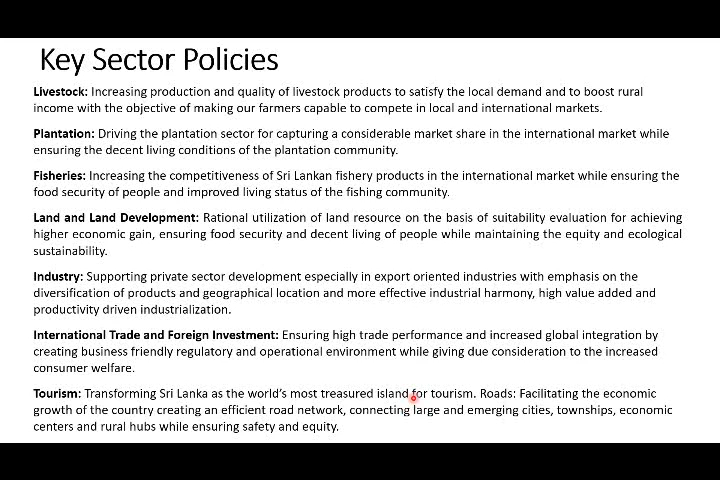 Key Sector Policies
Livestock: Increasing production and quality of livestock products to satisfy the local demand and to boost rural
income with the objective of making our farmers capable to compete in local and international markets.
Plantation: Driving the plantation sector for capturing a considerable market share in the international market while
ensuring the decent living conditions of the plantation community.
Fisheries: Increasing the competitiveness of Sri Lankan fishery products in the international market while ensuring the
food security of people and improved living status of the fishing community.
Land and Land Development: Rational utilization of land resource on the basis of suitability evaluation for achieving
higher economic gain, ensuring food security and decent living of people while maintaining the equity and ecological
sustainability.
Industry: Supporting private sector development especially in export oriented industries with emphasis on the
diversification of products and geographical location and more effective industrial harmony, high value added and
productivity driven industrialization.
International Trade and Foreign Investment: Ensuring high trade performance and increased global integration by
creating business friendly regulatory and operational environment while giving due consideration to the increased
consumer welfare.
Tourism: Transforming Sri Lanka as the world's most treasured island for tourism. Roads: Facilitating the economic
growth of the country creating an efficient road network, connecting large and emerging cities, townships, economic
centers and rural hubs while ensuring safety and equity.